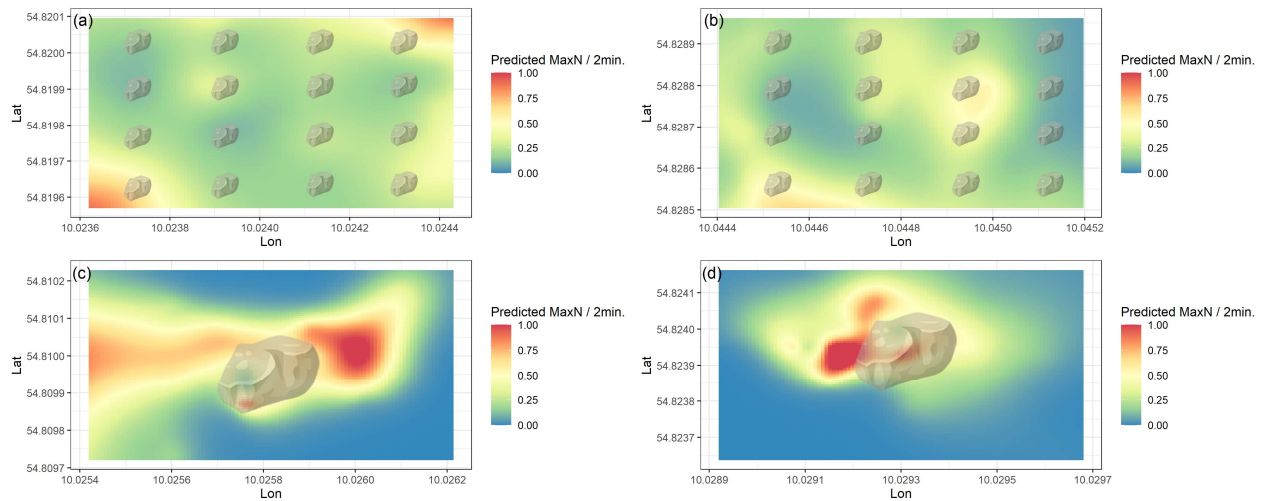 (a)
54.8201
54.8200
54.8199
54.8198
54.8197
54.8196
Lat
10.0236 10.0238 10.0240 10.0242 10.0244
Lon
Predicted MaxN / 2min.
1.00
0.75
0.50
0.25
0.00
(b)
54.8289
54.8288
54.8287
54.8286
54.8285
Lat
10.0444 10.0446 10.0448 10.0450 10.0452
Lon
Predicted MaxN / 2min.
1.00
0.75
0.50
0.25
0.00
(c)
54.8102
54.8101
54.8100
54.8099
54.8098
54.8097
Lat
10.0254 10.0256 10.0258 10.0260 10.0262
Lon
Predicted MaxN / 2min.
1.00
0.75
0.50
0.25
0.00
(d)
54.8241
54.8240
54.8239
54.8238
54.8237
Lat
10.0289 10.0291 10.0293 10.0295 10.0297
Lon
Predicted MaxN / 2min.
1.00
0.75
0.50
0.25
0.00